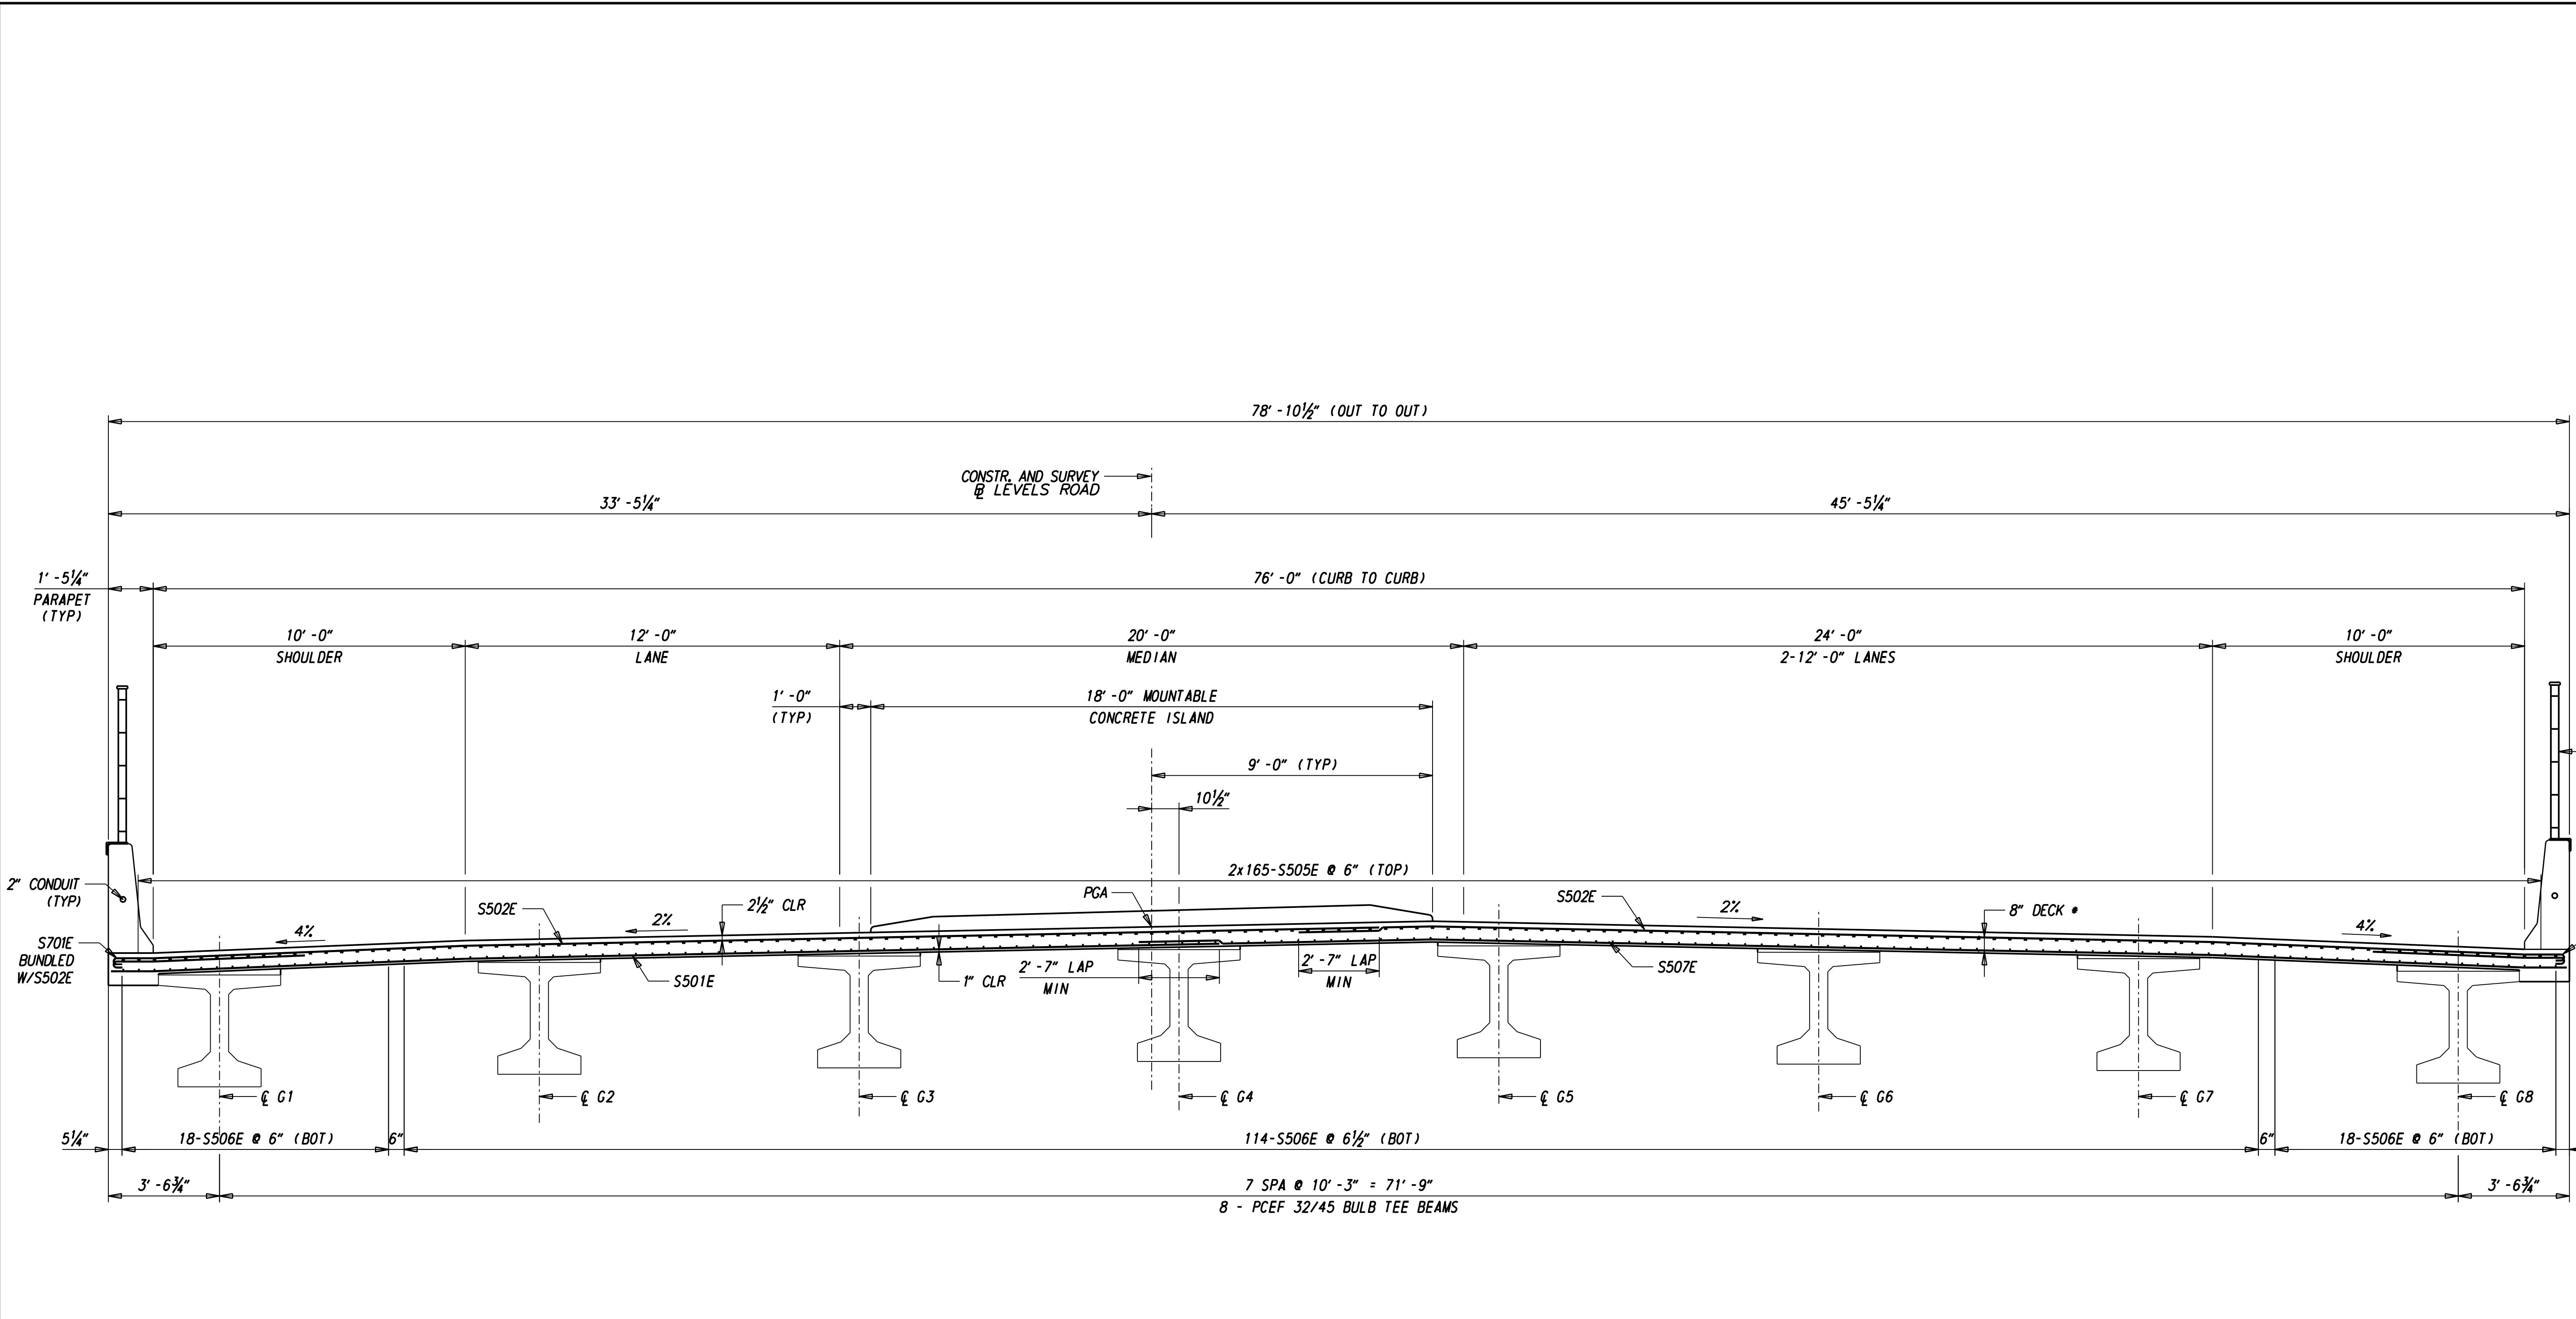 78'-10½" (OUT TO OUT)
CONSTR. AND SURVEY
℄ LEVELS ROAD
33'-5¼"
45'-5¼"
1'-5¼"
PARAPET
(TYP)
76'-0" (CURB TO CURB)
10'-0"
SHOULDER
12'-0"
LANE
20'-0"
MEDIAN
24'-0"
2-12'-0" LANES
10'-0"
SHOULDER
1'-0"
(TYP)
18'-0" MOUNTABLE
CONCRETE ISLAND
9'-0" (TYP)
10½"
2x165-S505E @ 6" (TOP)
2" CONDUIT
(TYP)
PGA
S502E
S502E
2½" CLR
2%
2%
8" DECK *
4%
4%
S701E
BUNDLED
W/S502E
S501E
1" CLR
2'-7" LAP
MIN
2'-7" LAP
MIN
S507E
℄ G1
℄ G2
℄ G3
℄ G4
℄ G5
℄ G6
℄ G7
℄ G8
5¼"
18-S506E @ 6" (BOT)
6"
114-S506E @ 6½" (BOT)
6"
18-S506E @ 6" (BOT)
3'-6¾"
7 SPA @ 10'-3" = 71'-9"
8 - PCEF 32/45 BULB TEE BEAMS
3'-6¾"